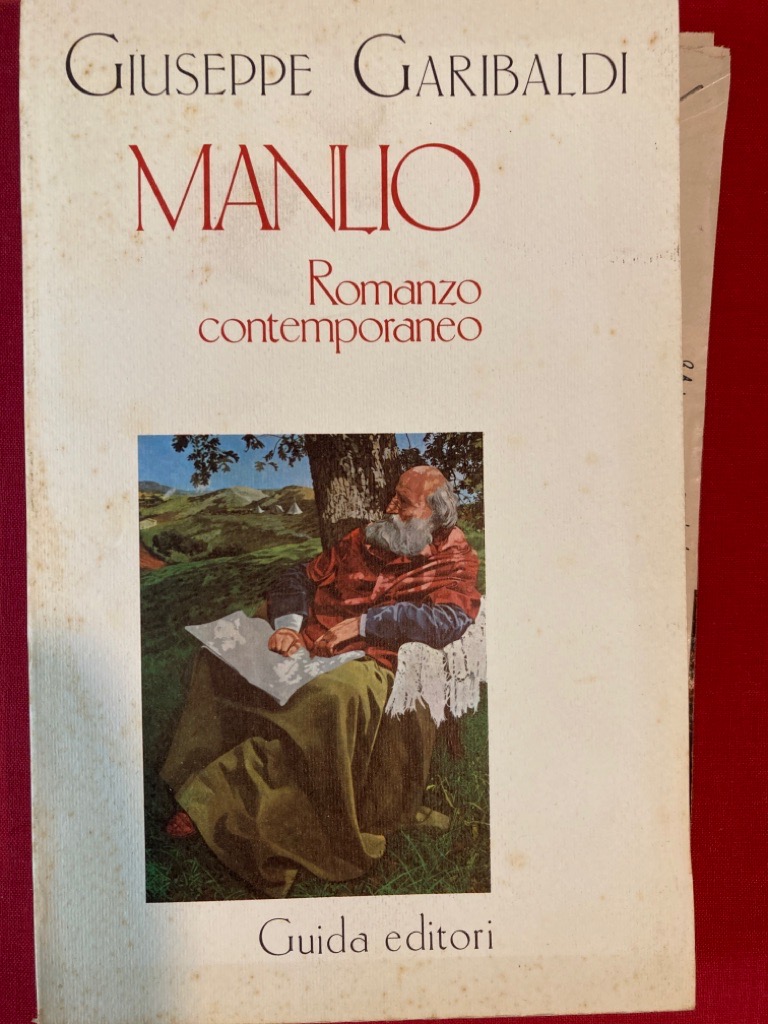 GIUSEPPE GARIBALDI
MANLIO
Romanzo
contemporaneo
Guida editori